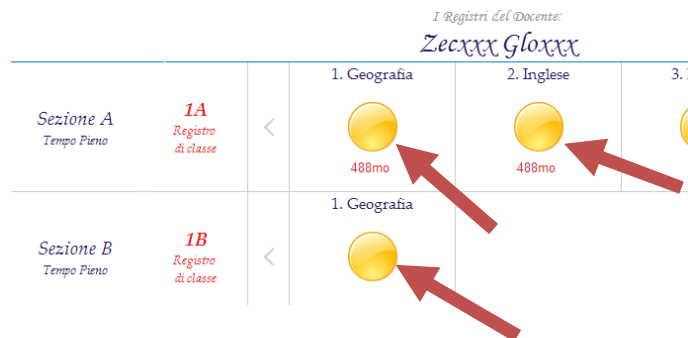 I Registri del Docente:
Zecxxx Gloxxx
1. Geografia
2. Inglese
3.
Sezione A
Tempo Pieno
1A
Registro
di classe
488mo
488mo
1. Geografia
Sezione B
Tempo Pieno
1B
Registro
di classe